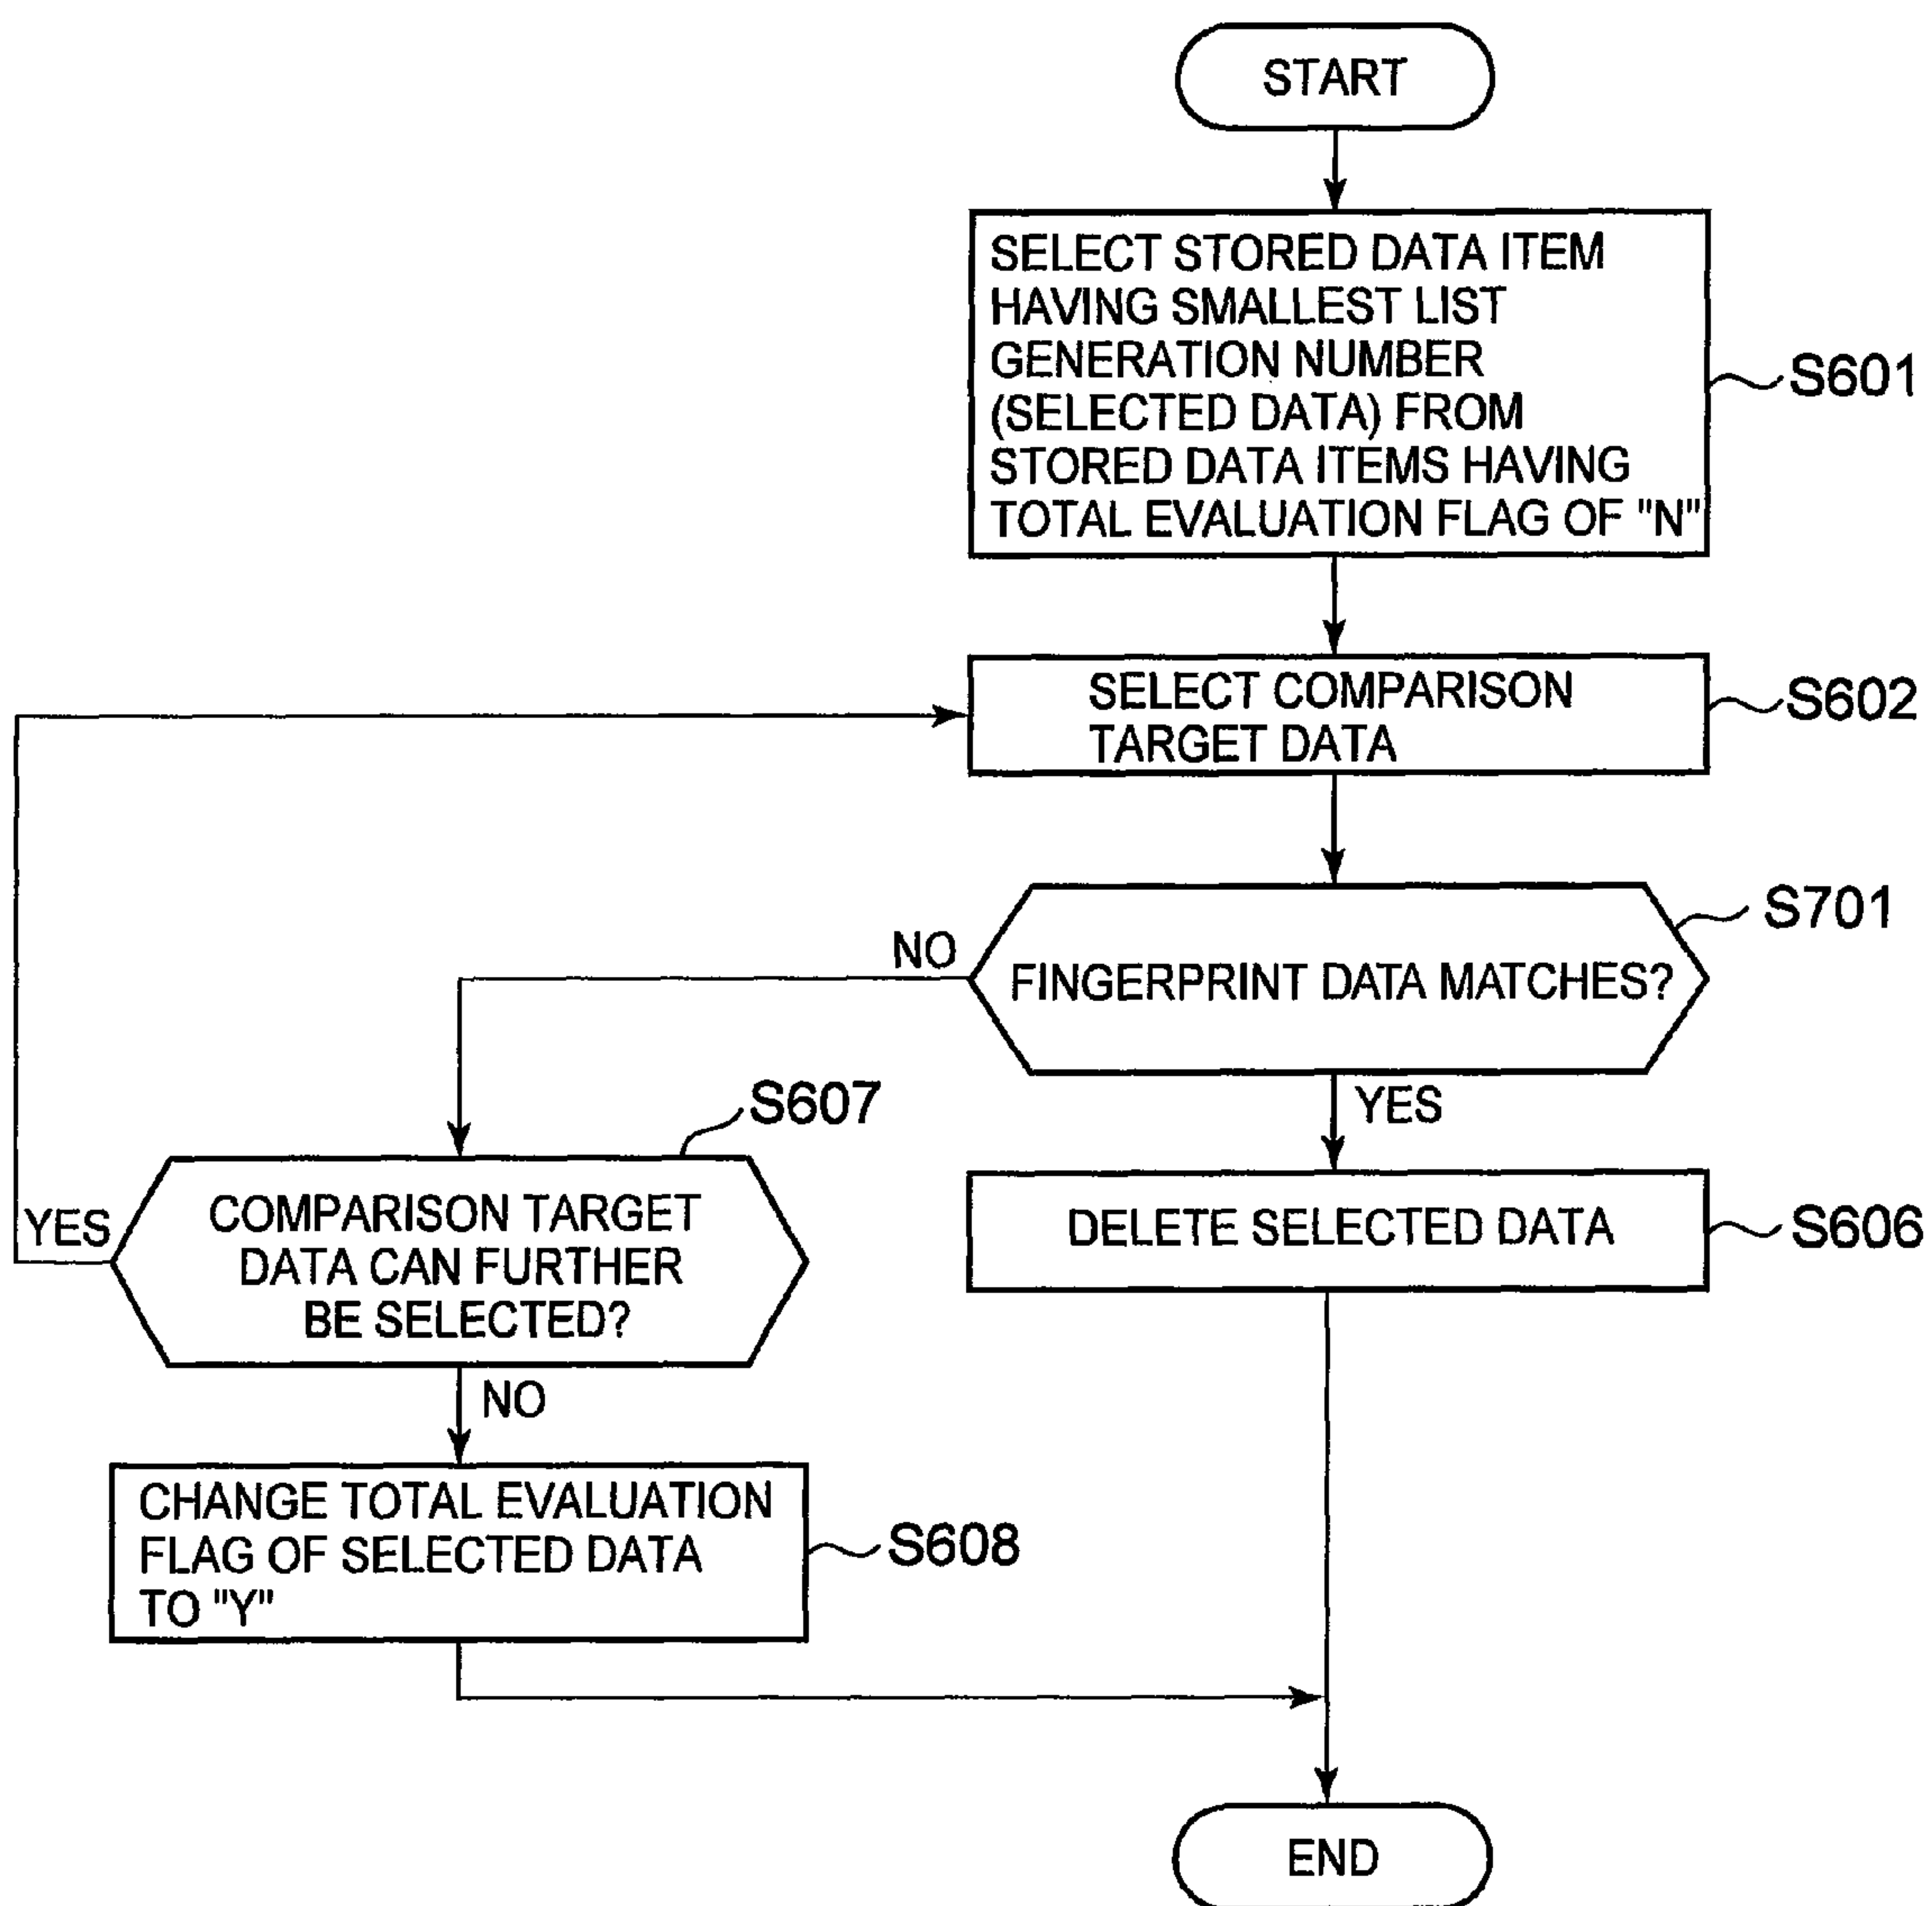 START
SELECT STORED DATA ITEM
HAVING SMALLEST LIST
GENERATION NUMBER
(SELECTED DATA) FROM
STORED DATA ITEMS HAVING
TOTAL EVALUATION FLAG OF "N"
S601
SELECT COMPARISON
TARGET DATA
S602
FINGERPRINT DATA MATCHES?
S701
NO
YES
DELETE SELECTED DATA
S606
S607
COMPARISON TARGET
DATA CAN FURTHER
BE SELECTED?
YES
NO
CHANGE TOTAL EVALUATION
FLAG OF SELECTED DATA
TO "Y"
S608
END